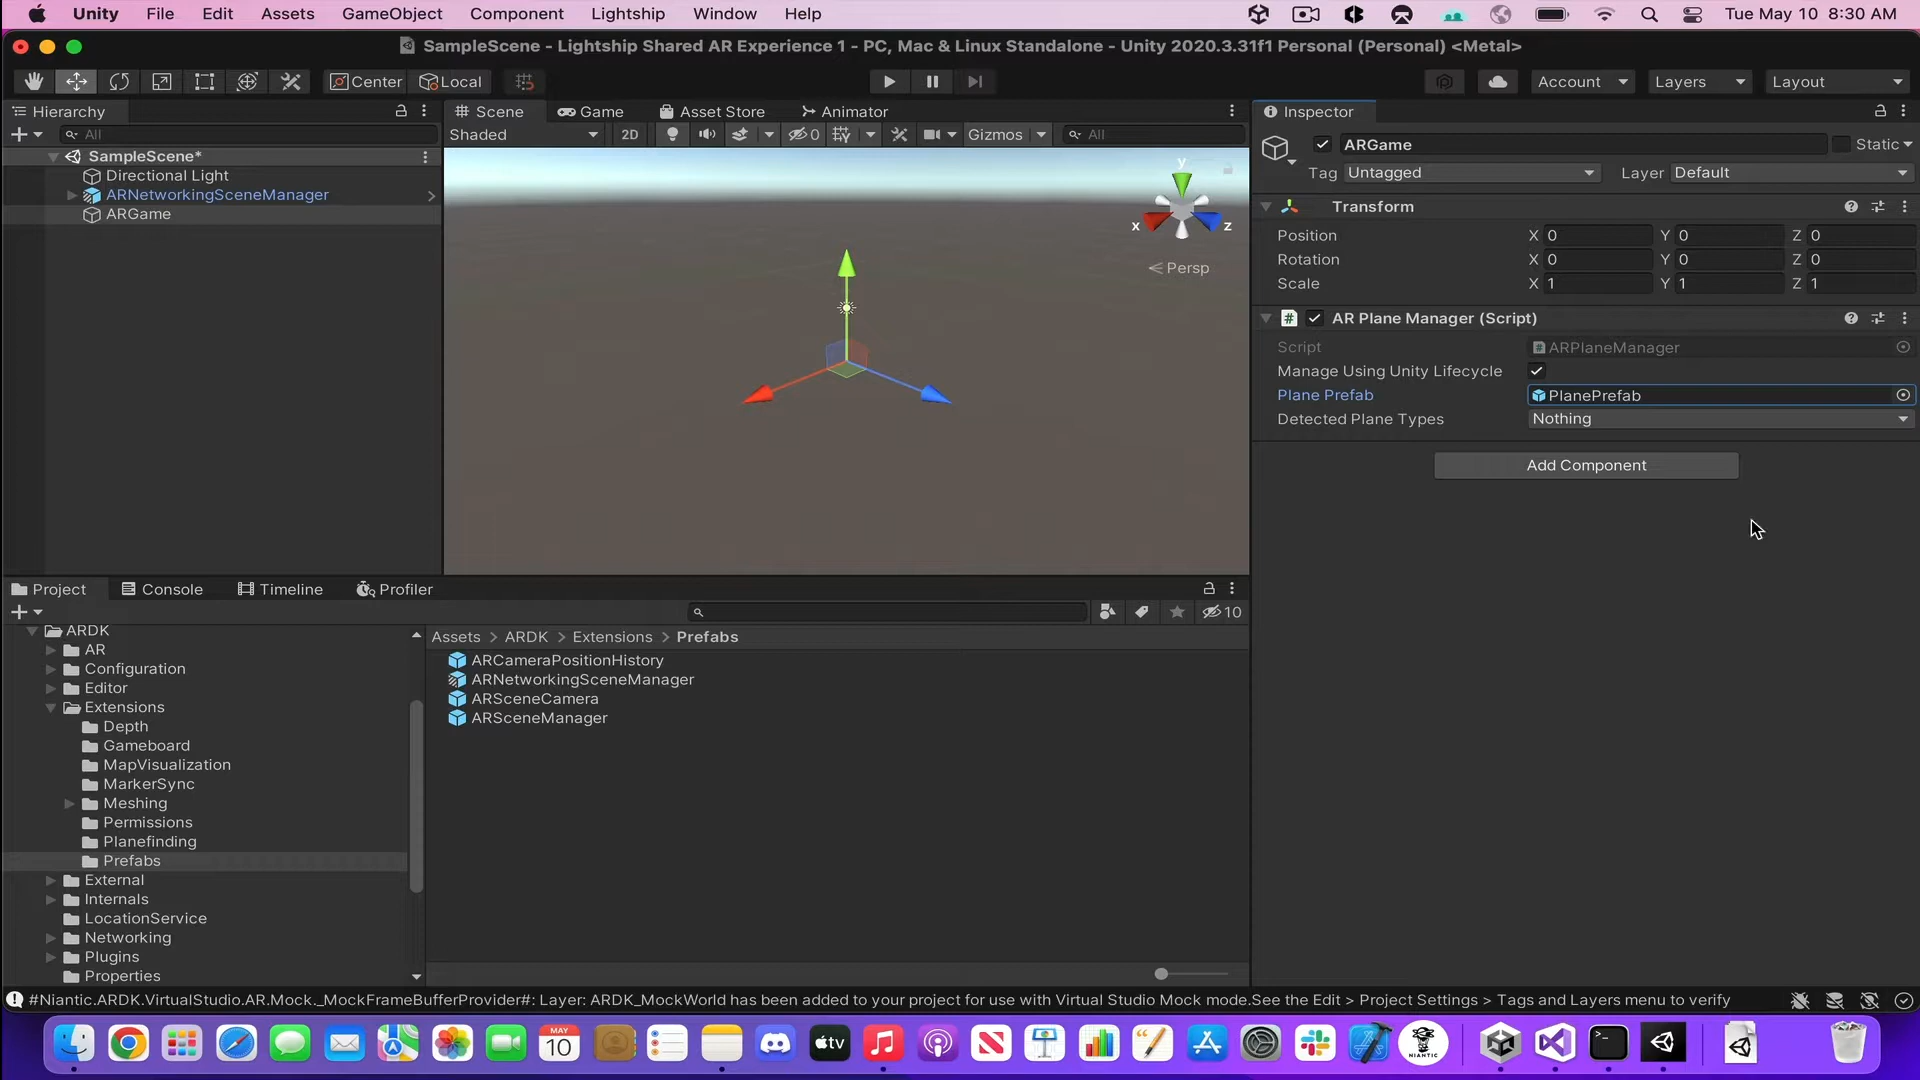 Unity File Edit Assets GameObject Component Lightship Window Help Tue May 10 8:30 AM
SampleScene - Lightship Shared AR Experience 1 - PC, Mac & Linux Standalone - Unity 2020.3.31f1 Personal (Personal) <Metal>
Center Local Account Layers Layout
Hierarchy Scene Game Asset Store Animator Inspector
All Shaded 2D 0 Gizmos All
SampleScene*
Directional Light
ARNetworkingSceneManager
ARGame
y
x
z
Persp
ARGame Static
Tag Untagged Layer Default
Transform
Position X 0 Y 0 Z 0
Rotation X 0 Y 0 Z 0
Scale X 1 Y 1 Z 1
AR Plane Manager (Script)
Script ARPlaneManager
Manage Using Unity Lifecycle
Plane Prefab PlanePrefab
Detected Plane Types Nothing
Add Component
Project Console Timeline Profiler
10
ARDK
AR
Configuration
Editor
Extensions
Depth
Gameboard
MapVisualization
MarkerSync
Meshing
Permissions
Planefinding
Prefabs
External
Internals
LocationService
Networking
Plugins
Properties
Assets > ARDK > Extensions > Prefabs
ARCameraPositionHistory
ARNetworkingSceneManager
ARSceneCamera
ARSceneManager
#Niantic.ARDK.VirtualStudio.AR.Mock._MockFrameBufferProvider#: Layer: ARDK_MockWorld has been added to your project for use with Virtual Studio Mock mode.See the Edit > Project Settings > Tags and Layers menu to verify
MAY
10
tv
NIANTIC